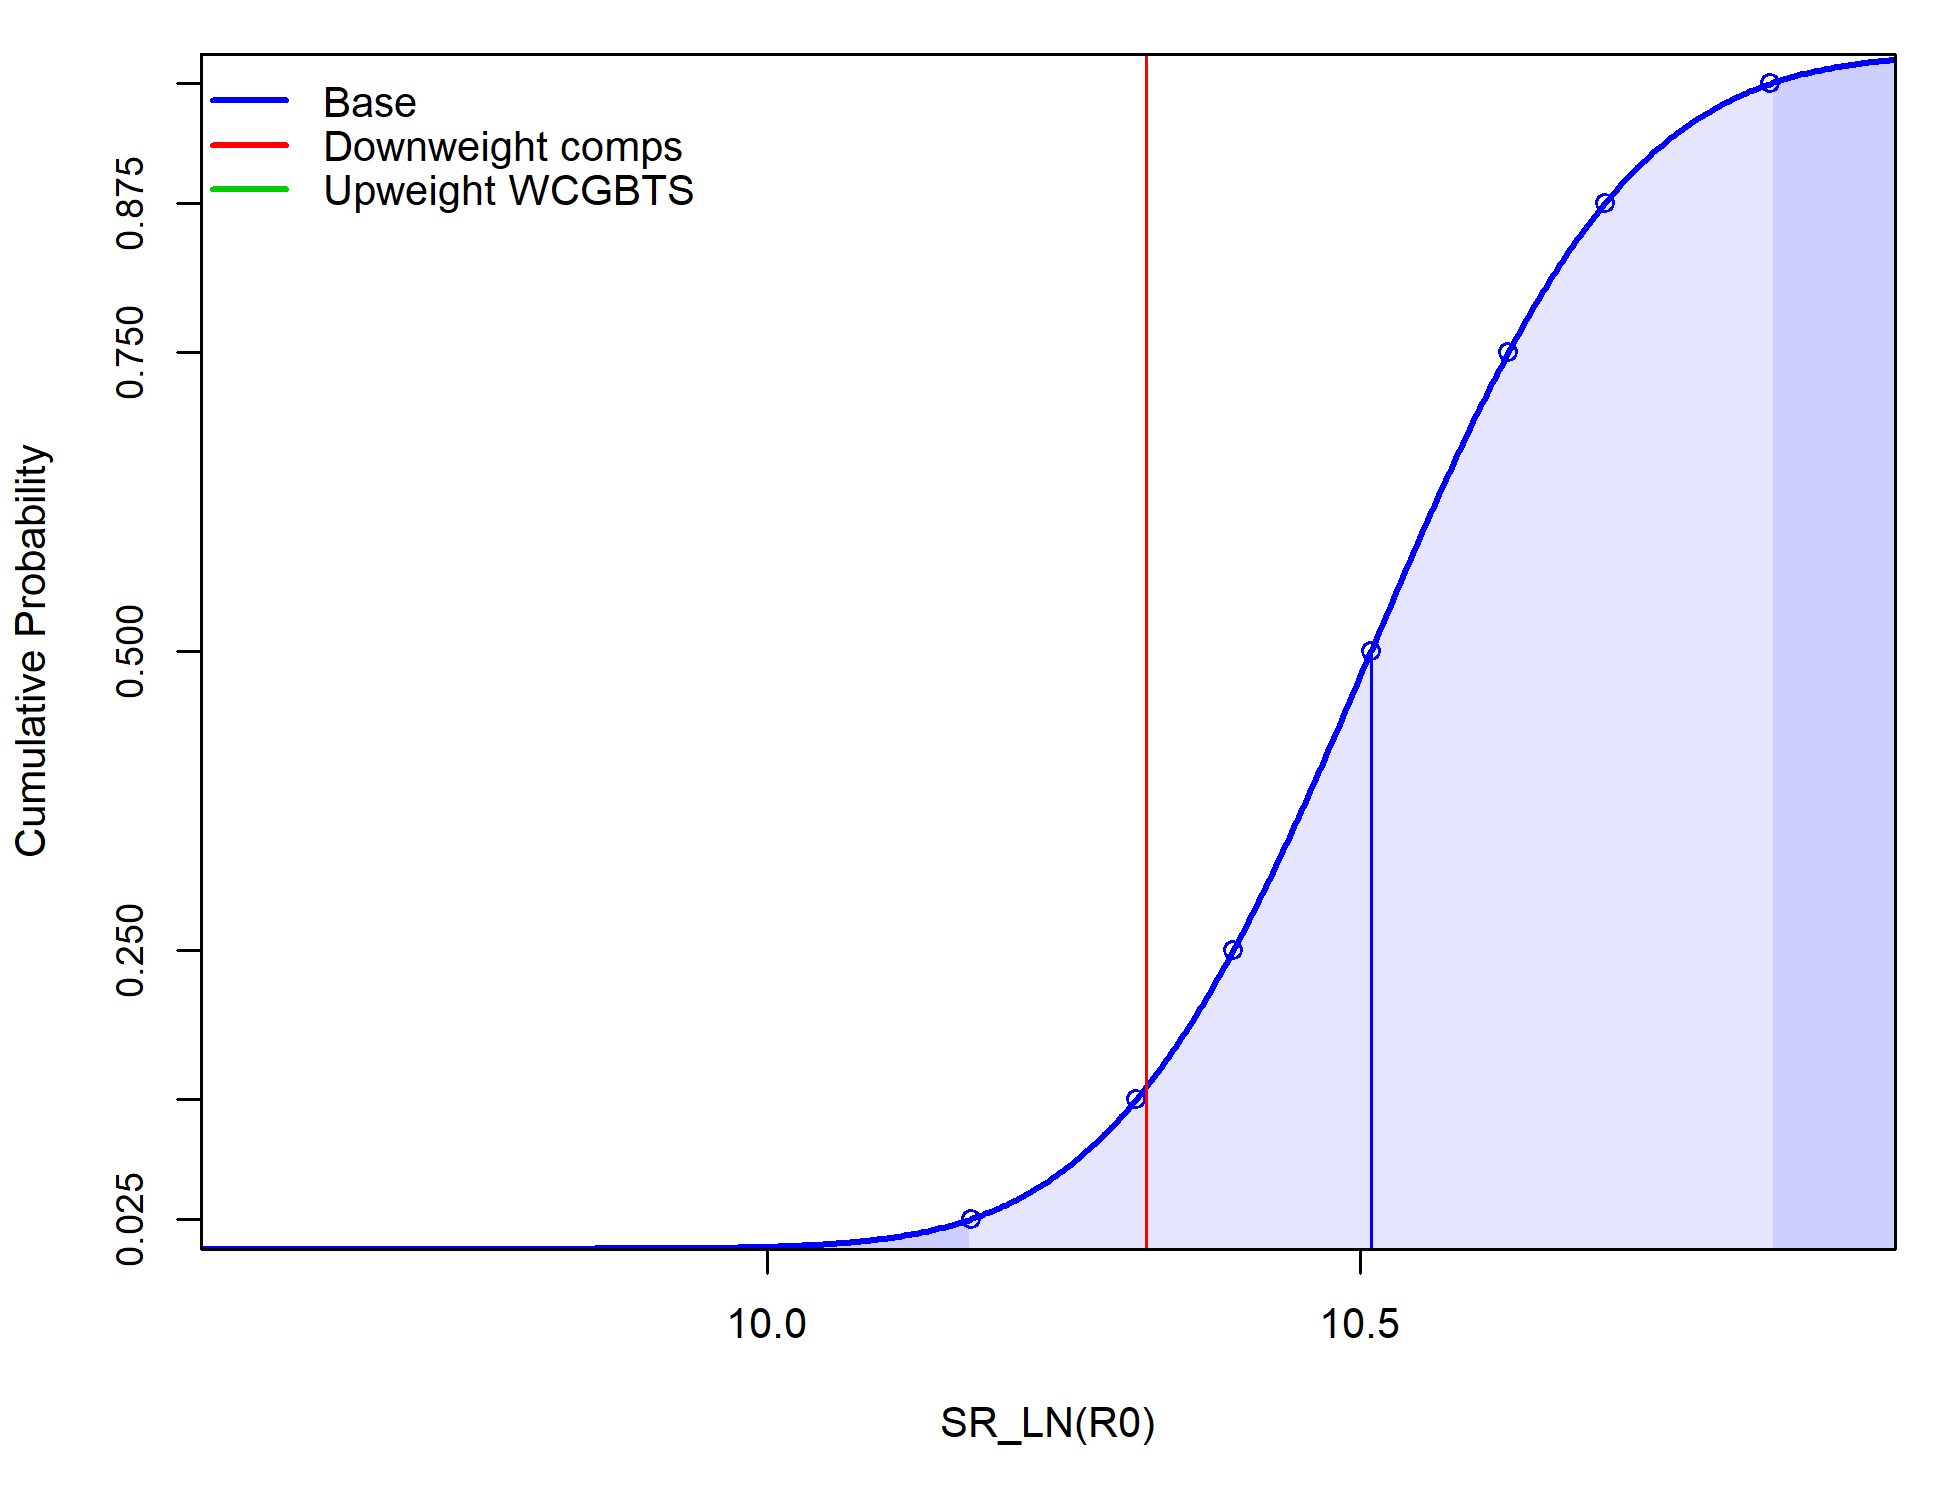 Base
Downweight comps
Upweight WCGBTS
Cumulative Probability
0.875
0.750
0.500
0.250
0.025
10.0
10.5
SR_LN(R0)